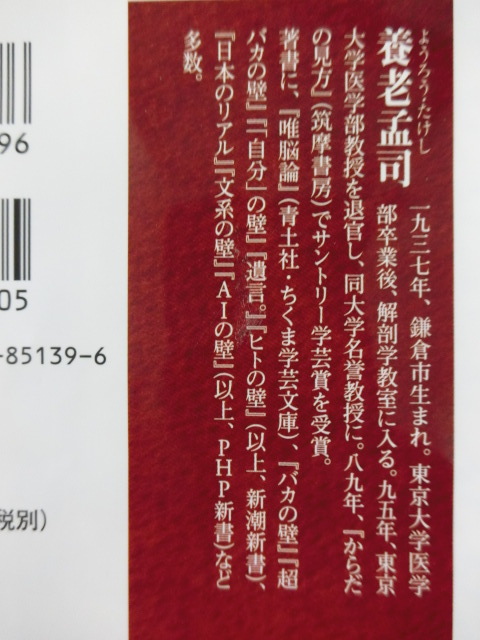 ようろう・たけし
養老孟司
一九三七年、鎌倉市生まれ。東京大学医学
部卒業後、解剖学教室に入る。九五年、東京
大学医学部教授を退官し、同大学名誉教授に。八九年、『からだ
の見方』(筑摩書房)でサントリー学芸賞を受賞。
著書に、『唯脳論』(青土社・ちくま学芸文庫)、『バカの壁』『超
バカの壁』『「自分」の壁』『遺言。』『ヒトの壁』(以上、新潮新書)、
『日本のリアル』『文系の壁』『AIの壁』(以上、PHP新書)など
多数。
96
05
-85139-6
税別)